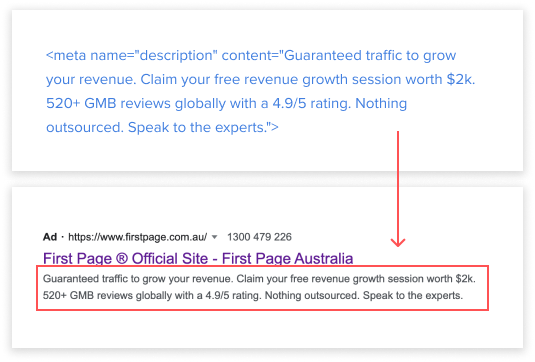 <meta name="description" content="Guaranteed traffic to grow
your revenue. Claim your free revenue growth session worth $2k.
520+ GMB reviews globally with a 4.9/5 rating. Nothing
outsourced. Speak to the experts.">
Ad · https://www.firstpage.com.au/ 1300 479 226
First Page ® Official Site - First Page Australia
Guaranteed traffic to grow your revenue. Claim your free revenue growth session worth $2k.
520+ GMB reviews globally with a 4.9/5 rating. Nothing outsourced. Speak to the experts.